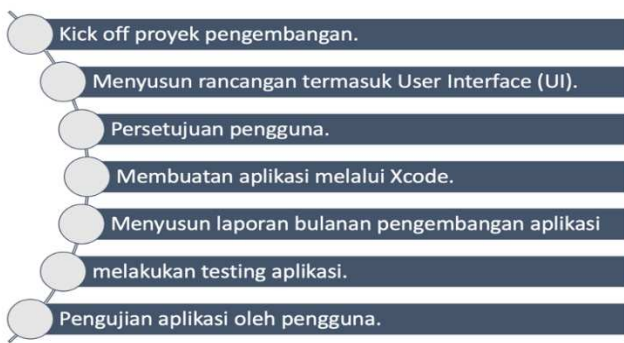 Kick off proyek pengembangan.
Menyusun rancangan termasuk User Interface (UI).
Persetujuan pengguna.
Membuatan aplikasi melalui Xcode.
Menyusun laporan bulanan pengembangan aplikasi
melakukan testing aplikasi.
Pengujian aplikasi oleh pengguna.